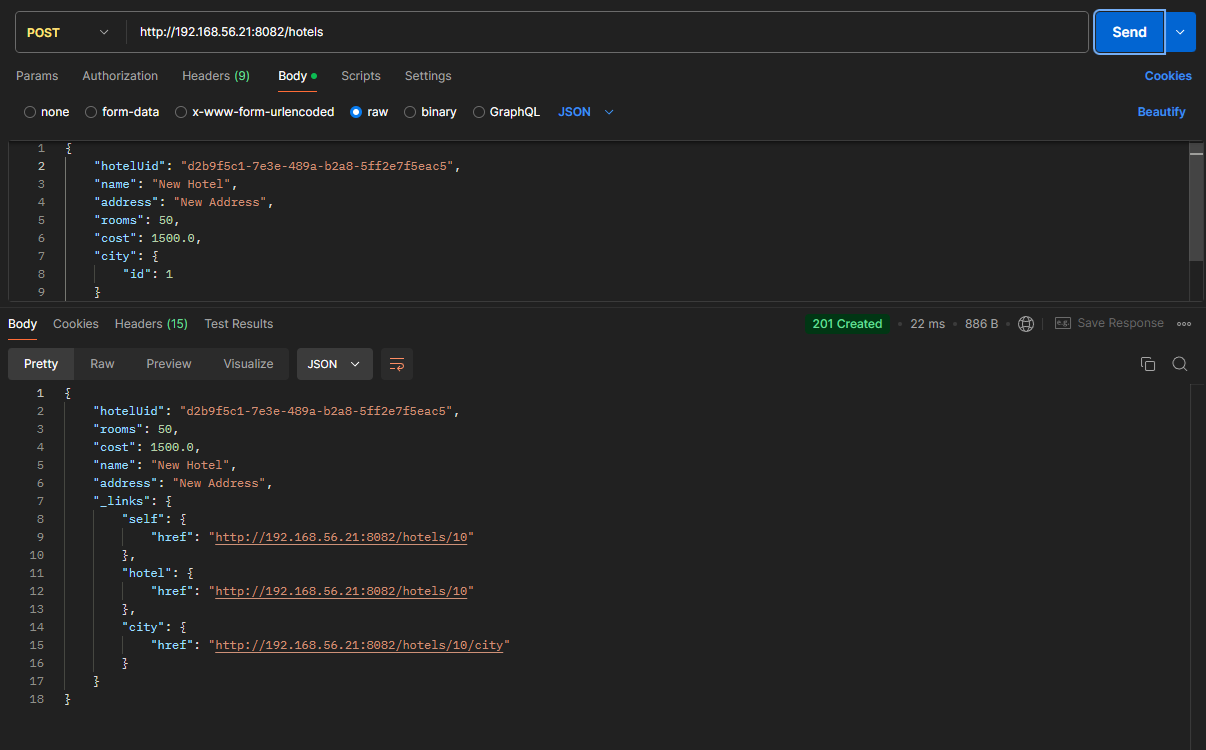 POST http://192.168.56.21:8082/hotels Send
Params Authorization Headers (9) Body Scripts Settings Cookies
none form-data x-www-form-urlencoded raw binary GraphQL JSON Beautify
1 {
2 "hotelUid": "d2b9f5c1-7e3e-489a-b2a8-5ff2e7f5eac5",
3 "name": "New Hotel",
4 "address": "New Address",
5 "rooms": 50,
6 "cost": 1500.0,
7 "city": {
8 "id": 1
9 }
Body Cookies Headers (15) Test Results 201 Created 22 ms 886 B e.g. Save Response
Pretty Raw Preview Visualize JSON
1 {
2 "hotelUid": "d2b9f5c1-7e3e-489a-b2a8-5ff2e7f5eac5",
3 "rooms": 50,
4 "cost": 1500.0,
5 "name": "New Hotel",
6 "address": "New Address",
7 "_links": {
8 "self": {
9 "href": "http://192.168.56.21:8082/hotels/10"
10 },
11 "hotel": {
12 "href": "http://192.168.56.21:8082/hotels/10"
13 },
14 "city": {
15 "href": "http://192.168.56.21:8082/hotels/10/city"
16 }
17 }
18 }